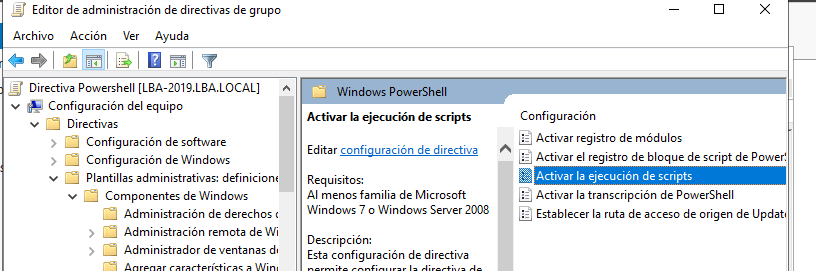 Editor de administración de directivas de grupo
Archivo Acción Ver Ayuda
Directiva Powershell [LBA-2019.LBA.LOCAL]
Configuración del equipo
Directivas
Configuración de software
Configuración de Windows
Plantillas administrativas: definicione
Componentes de Windows
Administración de derechos
Administración remota de Wi
Administrador de ventanas de
Agregar características a Wind
Windows PowerShell
Activar la ejecución de scripts
Editar configuración de directiva
Requisitos:
Al menos familia de Microsoft
Windows 7 o Windows Server 2008
Descripción:
Esta configuración de directiva
permite configurar la directiva de
Configuración
Activar registro de módulos
Activar el registro de bloque de script de PowerS
Activar la ejecución de scripts
Activar la transcripción de PowerShell
Establecer la ruta de acceso de origen de Update